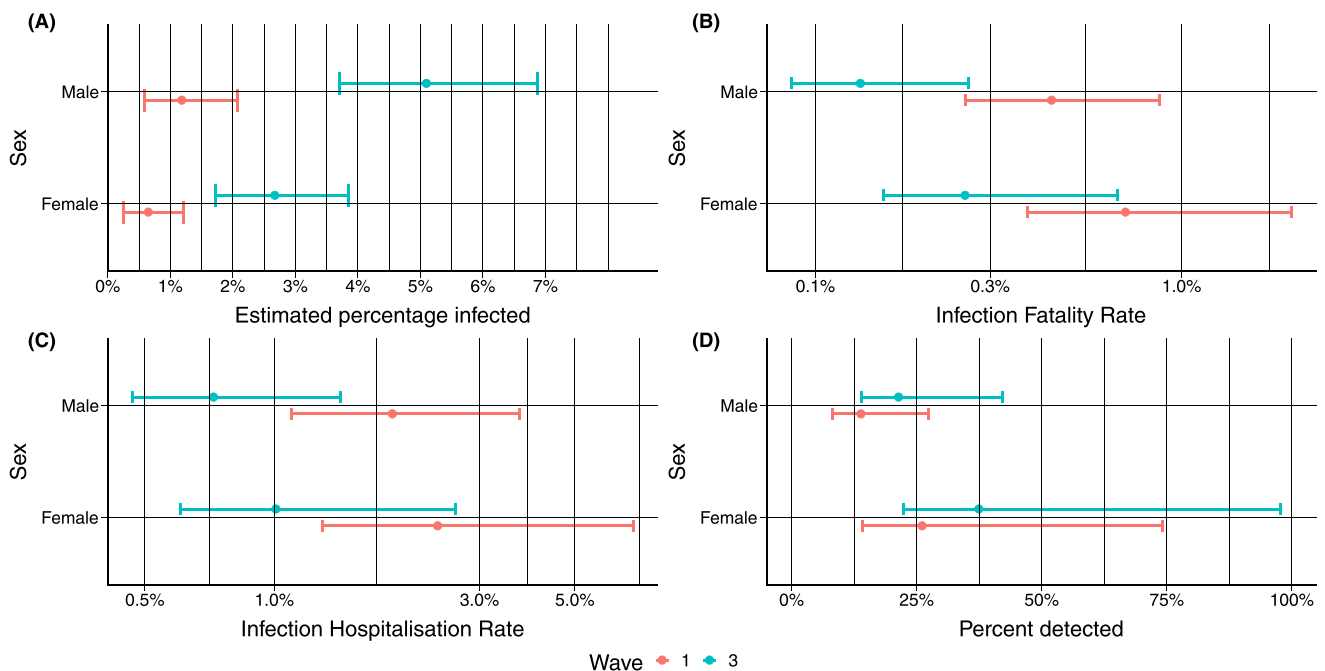 (A)
Sex
Male
Female
0% 1% 2% 3% 4% 5% 6% 7%
Estimated percentage infected
(B)
Sex
Male
Female
0.1% 0.3% 1.0%
Infection Fatality Rate
(C)
Sex
Male
Female
0.5% 1.0% 3.0% 5.0%
Infection Hospitalisation Rate
(D)
Sex
Male
Female
0% 25% 50% 75% 100%
Percent detected
Wave 1 3